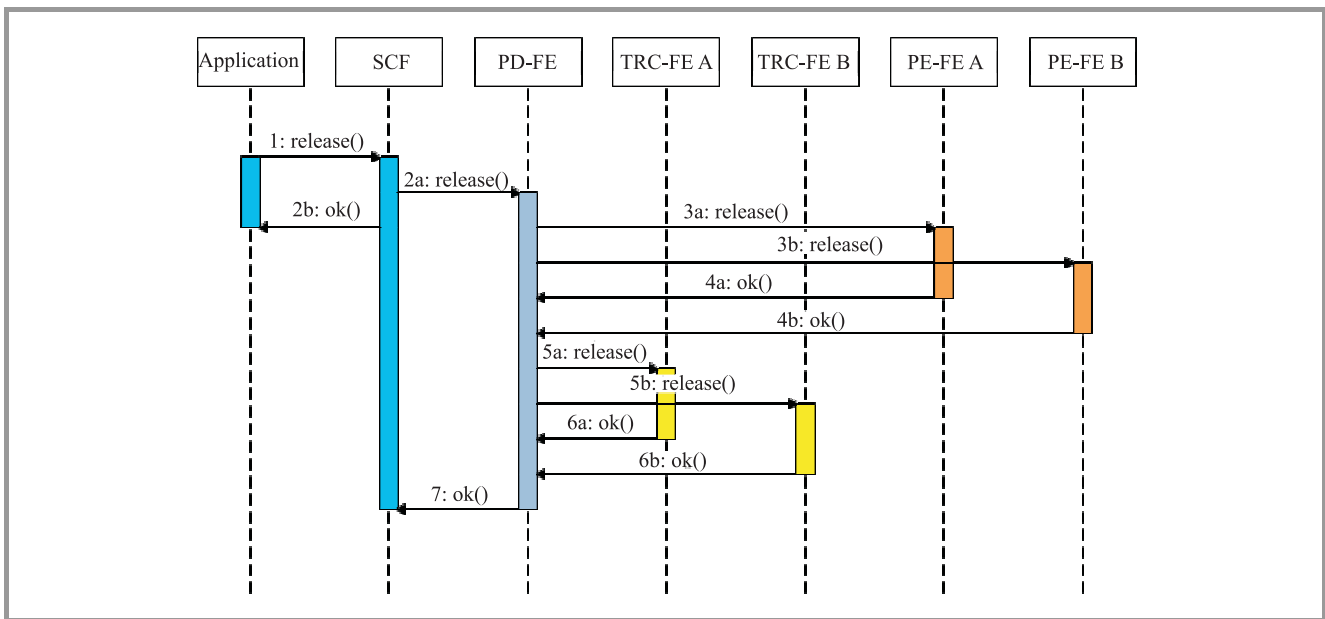 Application
SCF
PD-FE
TRC-FE A
TRC-FE B
PE-FE A
PE-FE B
1: release()
2a: release()
2b: ok()
3a: release()
3b: release()
4a: ok()
4b: ok()
5a: release()
5b: release()
6a: ok()
6b: ok()
7: ok()